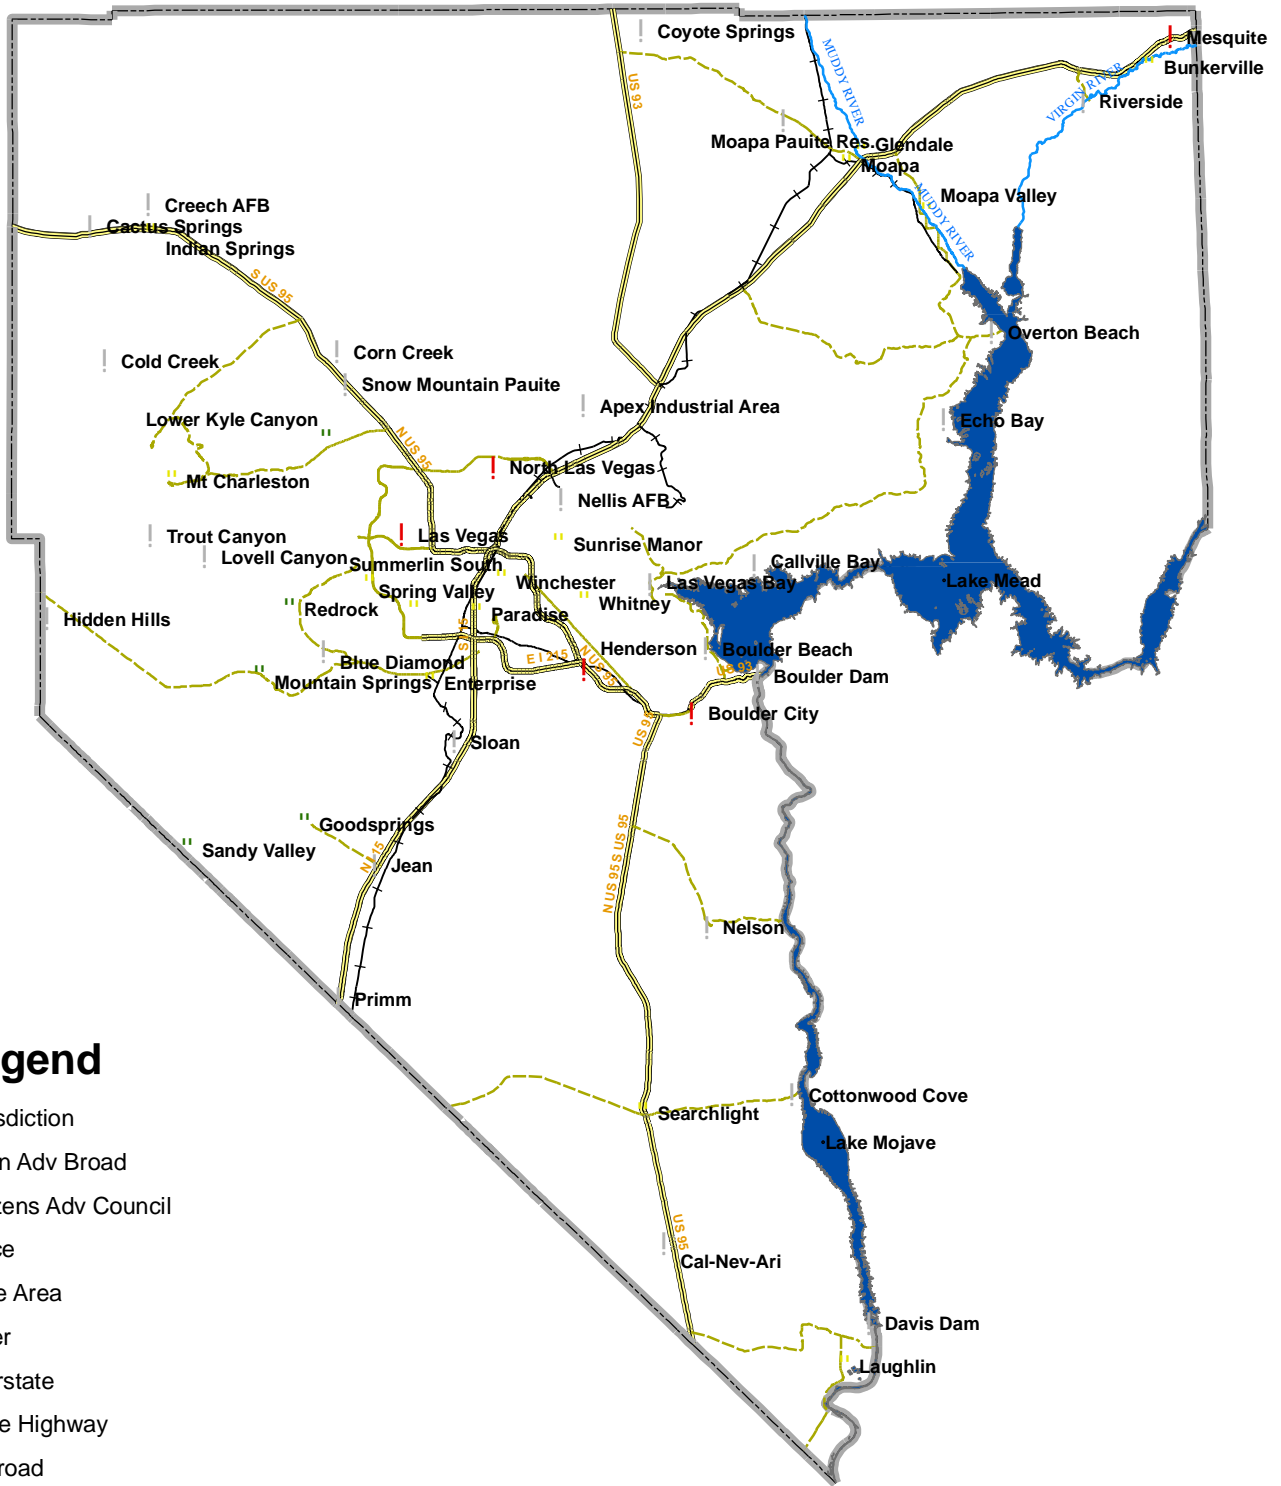 Coyote Springs
Mesquite
Bunkerville
Riverside
MUDDY RIVER
VIRGIN RIVER
US 93
Moapa Pauite Res.
Glendale
Moapa
Moapa Valley
MUDDY RIVER
Creech AFB
Cactus Springs
Indian Springs
S US 95
Overton Beach
Corn Creek
Cold Creek
Snow Mountain Pauite
Apex Industrial Area
Lower Kyle Canyon
Echo Bay
N US 95
North Las Vegas
Mt Charleston
Nellis AFB
Trout Canyon
Las Vegas
Sunrise Manor
Lovell Canyon
Summerlin South
Callville Bay
Winchester
Las Vegas Bay
Lake Mead
Spring Valley
Whitney
Redrock
Paradise
Hidden Hills
S I 15
Henderson
Boulder Beach
E I 215
N US 95
US 93
Blue Diamond
Mountain Springs
Enterprise
Boulder Dam
Boulder City
US 95
Sloan
Goodsprings
Sandy Valley
N I 15
Jean
N US 95 S US 95
Nelson
Primm
gend
Cottonwood Cove
Searchlight
sdiction
Lake Mojave
n Adv Broad
zens Adv Council
ce
US 95
Cal-Nev-Ari
e Area
Davis Dam
er
Laughlin
rstate
e Highway
road